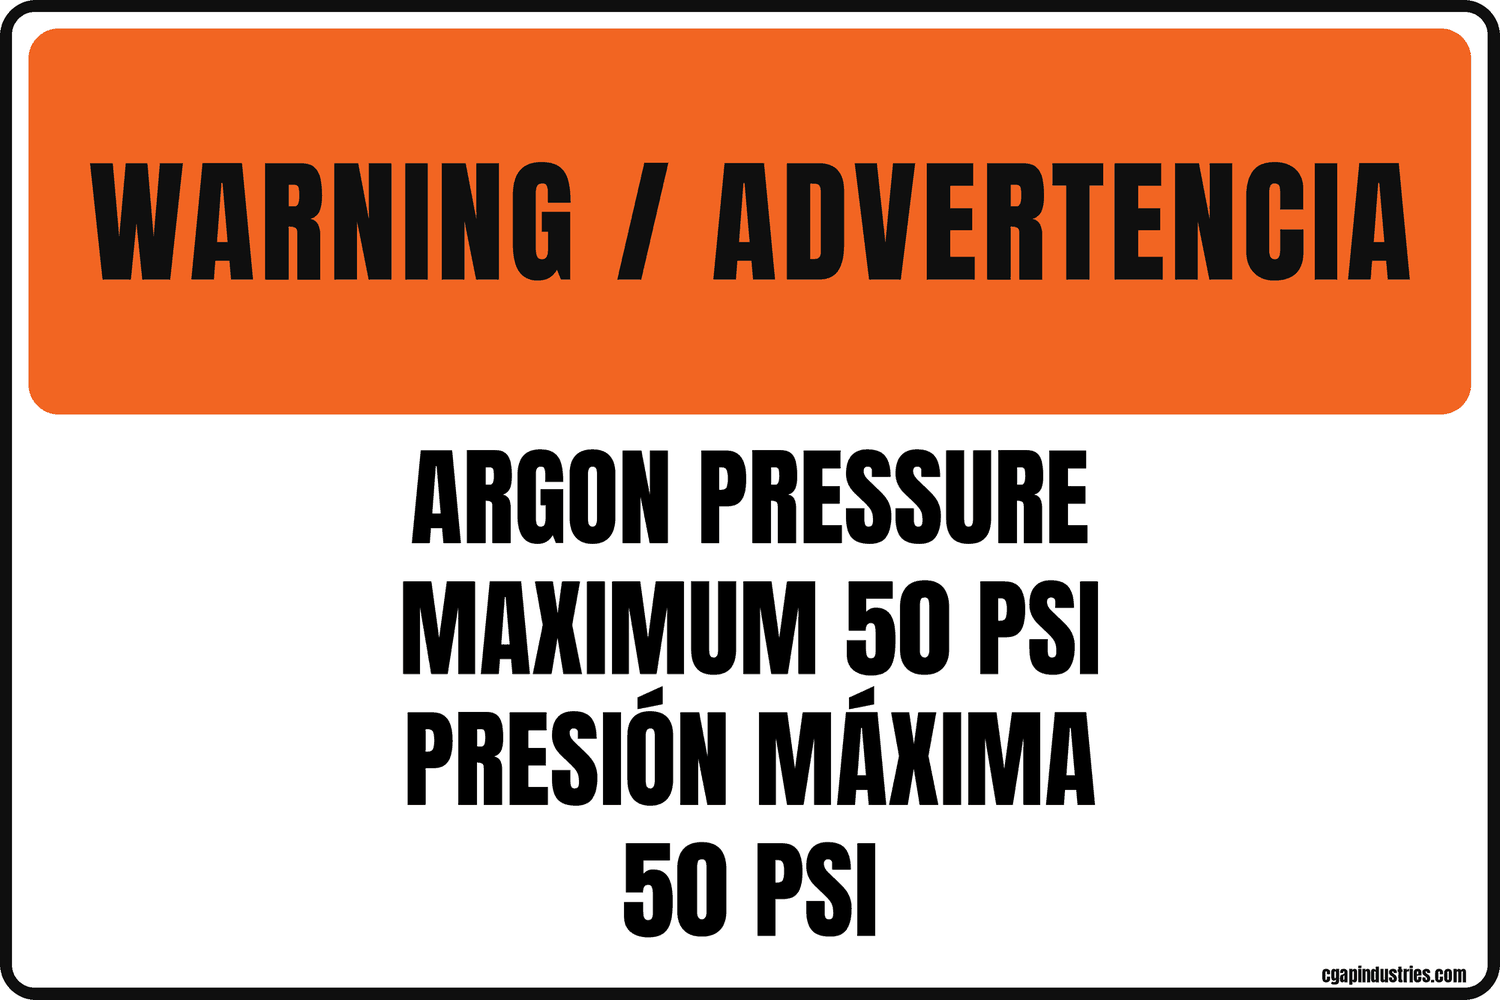 WARNING / ADVERTENCIA
ARGON PRESSURE
MAXIMUM 50 PSI
PRESIÓN MÁXIMA
50 PSI
cgapindustries.com